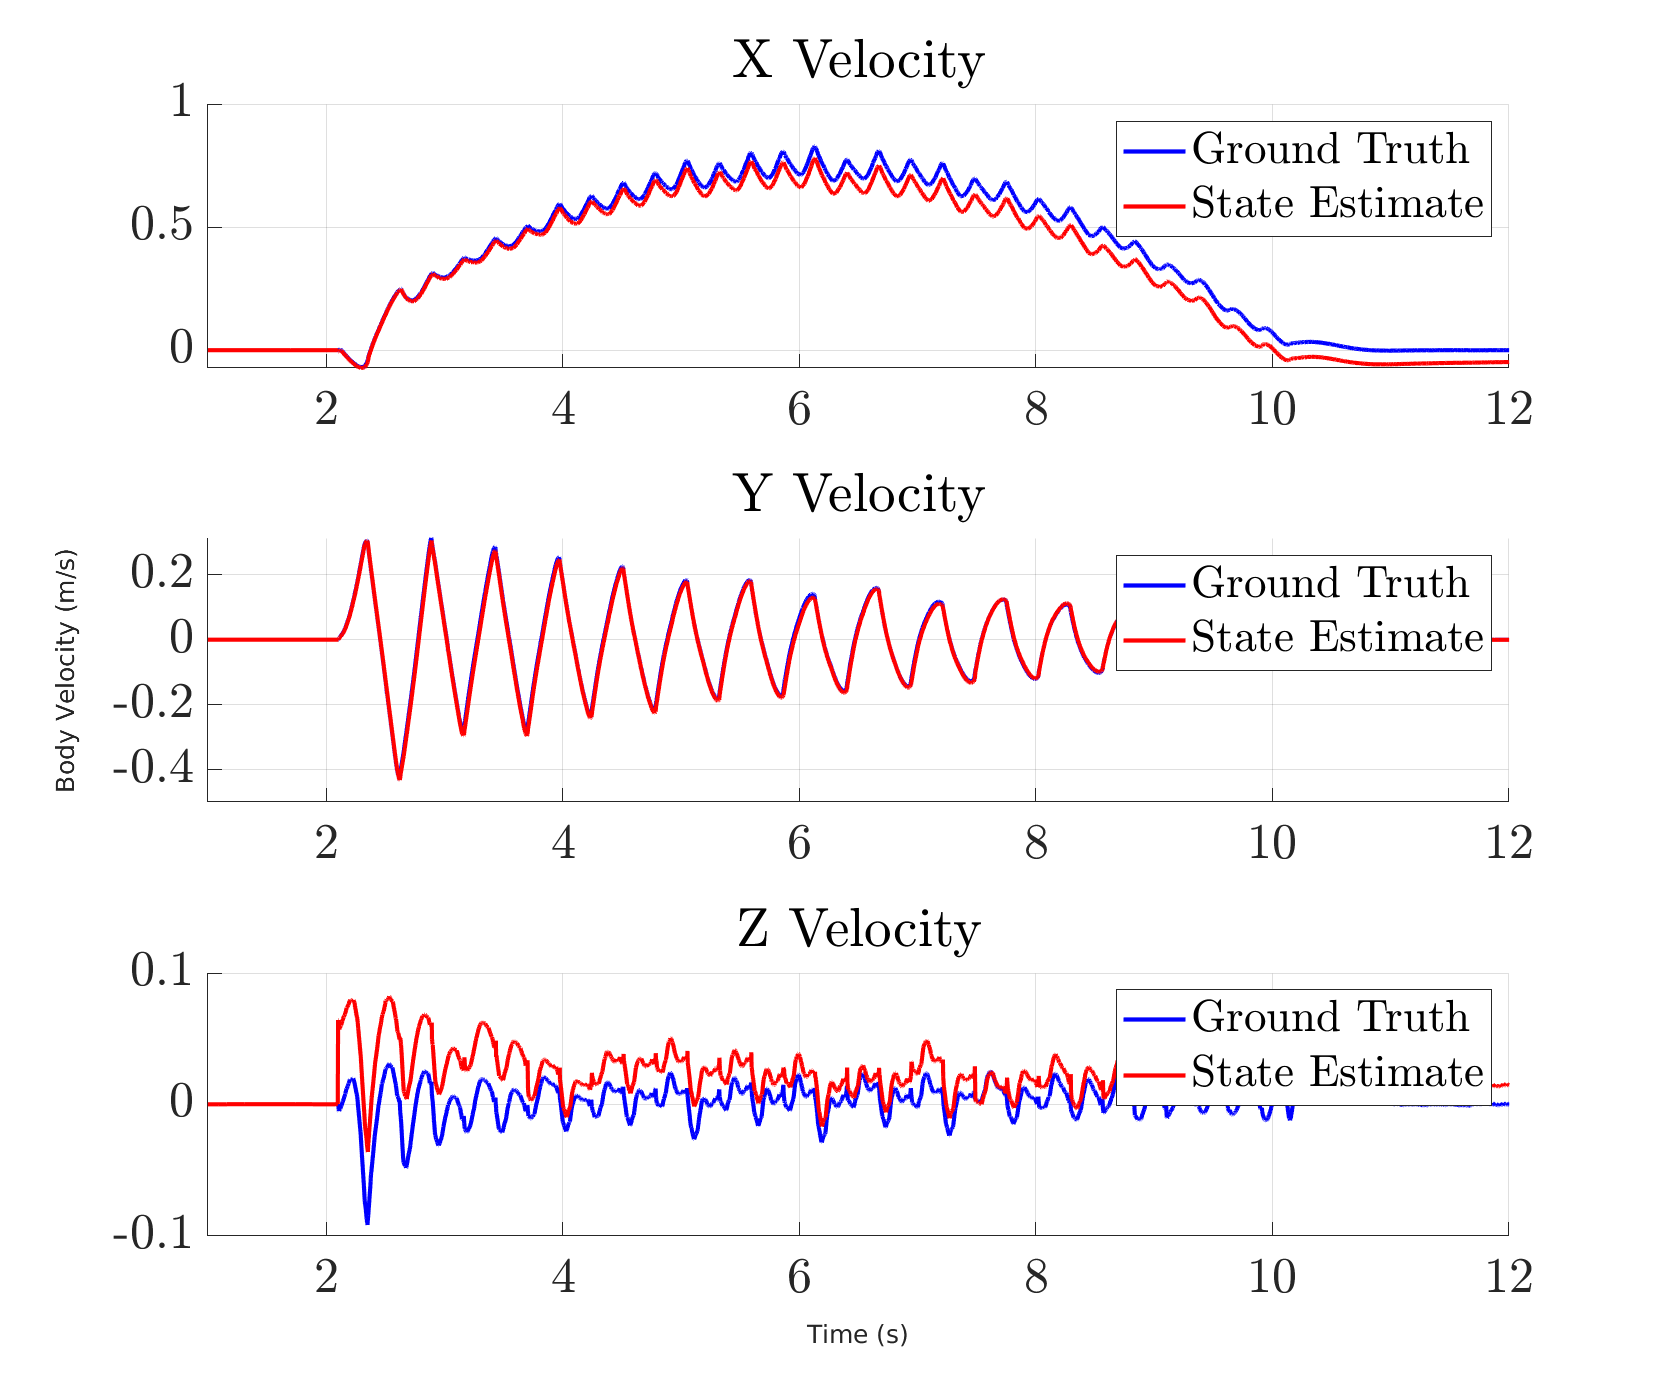 X Velocity
1
0.5
0
Ground Truth
State Estimate
2 4 6 8 10 12
Y Velocity
Body Velocity (m/s)
0.2
0
-0.2
-0.4
Ground Truth
State Estimate
2 4 6 8 10 12
Z Velocity
0.1
0
-0.1
Ground Truth
State Estimate
2 4 6 8 10 12
Time (s)